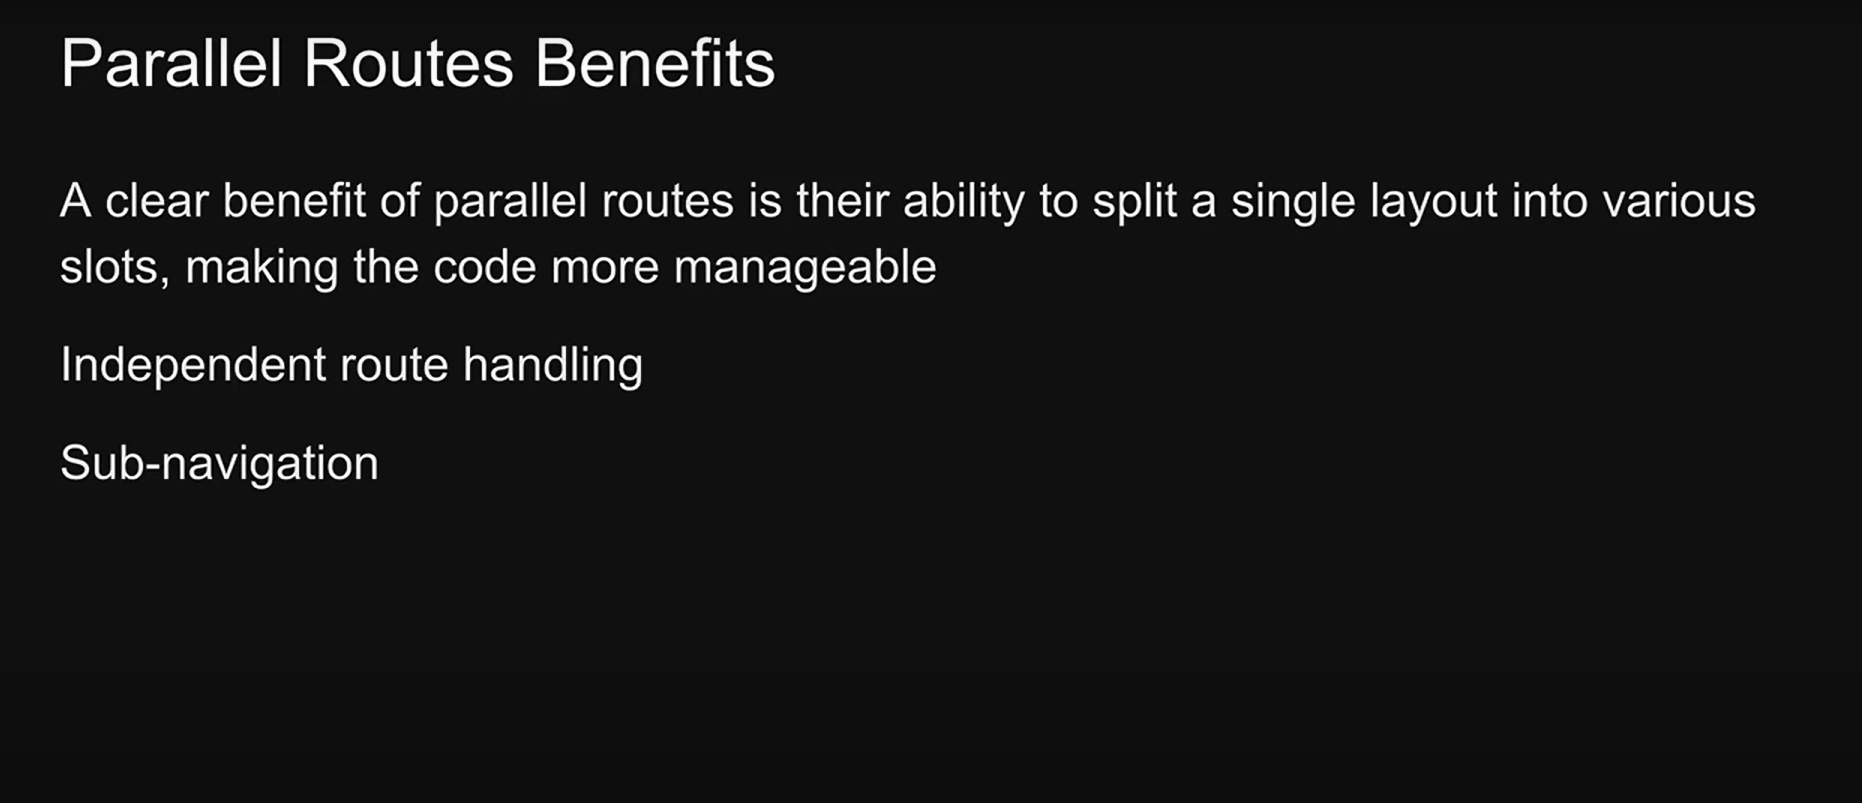 Parallel Routes Benefits
A clear benefit of parallel routes is their ability to split a single layout into various
slots, making the code more manageable
Independent route handling
Sub-navigation